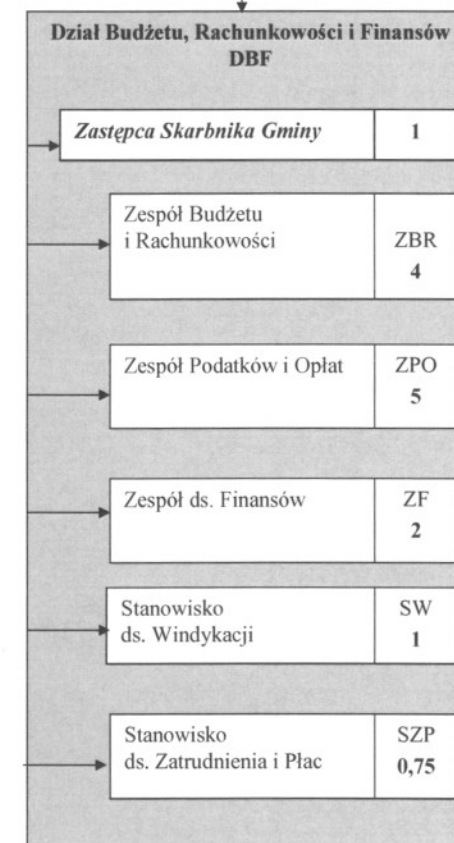 Dział Budżetu, Rachunkowości i Finansów
DBF
Zastępca Skarbnika Gminy 1
Zespół Budżetu
i Rachunkowości ZBR
4
Zespół Podatków i Opłat ZPO
5
Zespół ds. Finansów ZF
2
Stanowisko SW
ds. Windykacji 1
Stanowisko SZP
ds. Zatrudnienia i Płac 0,75